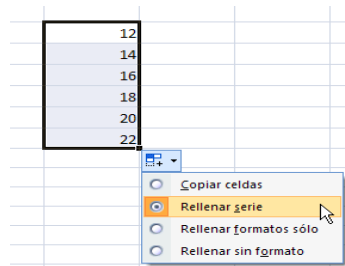 12
14
16
18
20
22
Copiar celdas
Rellenar serie
Rellenar formatos sólo
Rellenar sin formato